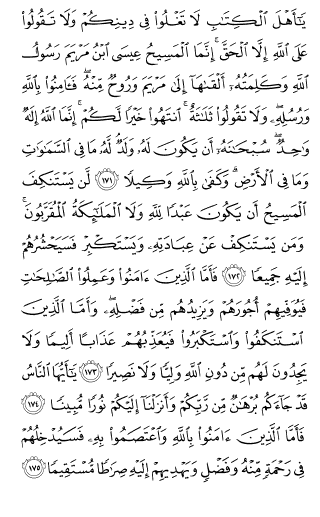 يَٰٓأَهۡلَ ٱلۡكِتَٰبِ لَا تَغۡلُواْ فِي دِينِكُمۡ وَلَا تَقُولُواْ
عَلَى ٱللَّهِ إِلَّا ٱلۡحَقَّۚ إِنَّمَا ٱلۡمَسِيحُ عِيسَى ٱبۡنُ مَرۡيَمَ رَسُولُ
ٱللَّهِ وَكَلِمَتُهُۥٓ أَلۡقَىٰهَآ إِلَىٰ مَرۡيَمَ وَرُوحٞ مِّنۡهُۖ فَـَٔامِنُواْ بِٱللَّهِ
وَرُسُلِهِۦۖ وَلَا تَقُولُواْ ثَلَٰثَةٌۚ ٱنتَهُواْ خَيۡرٗا لَّكُمۡۚ إِنَّمَا ٱللَّهُ إِلَٰهٞ
وَٰحِدٞۖ سُبۡحَٰنَهُۥٓ أَن يَكُونَ لَهُۥ وَلَدٞۘ لَّهُۥ مَا فِي ٱلسَّمَٰوَٰتِ
وَمَا فِي ٱلۡأَرۡضِۗ وَكَفَىٰ بِٱللَّهِ وَكِيلٗا ١٧١ لَّن يَسۡتَنكِفَ
ٱلۡمَسِيحُ أَن يَكُونَ عَبۡدٗا لِّلَّهِ وَلَا ٱلۡمَلَٰٓئِكَةُ ٱلۡمُقَرَّبُونَۚ
وَمَن يَسۡتَنكِفۡ عَنۡ عِبَادَتِهِۦ وَيَسۡتَكۡبِرۡ فَسَيَحۡشُرُهُمۡ
إِلَيۡهِ جَمِيعٗا ١٧٢ فَأَمَّا ٱلَّذِينَ ءَامَنُواْ وَعَمِلُواْ ٱلصَّٰلِحَٰتِ
فَيُوَفِّيهِمۡ أُجُورَهُمۡ وَيَزِيدُهُم مِّن فَضۡلِهِۦۖ وَأَمَّا ٱلَّذِينَ
ٱسۡتَنكَفُواْ وَٱسۡتَكۡبَرُواْ فَيُعَذِّبُهُمۡ عَذَابًا أَلِيمٗا وَلَا
يَجِدُونَ لَهُم مِّن دُونِ ٱللَّهِ وَلِيّٗا وَلَا نَصِيرٗا ١٧٣ يَٰٓأَيُّهَا ٱلنَّاسُ
قَدۡ جَآءَكُم بُرۡهَٰنٞ مِّن رَّبِّكُمۡ وَأَنزَلۡنَآ إِلَيۡكُمۡ نُورٗا مُّبِينٗا ١٧٤
فَأَمَّا ٱلَّذِينَ ءَامَنُواْ بِٱللَّهِ وَٱعۡتَصَمُواْ بِهِۦ فَسَيُدۡخِلُهُمۡ
فِي رَحۡمَةٖ مِّنۡهُ وَفَضۡلٖ وَيَهۡدِيهِمۡ إِلَيۡهِ صِرَٰطٗا مُّسۡتَقِيمٗا ١٧٥